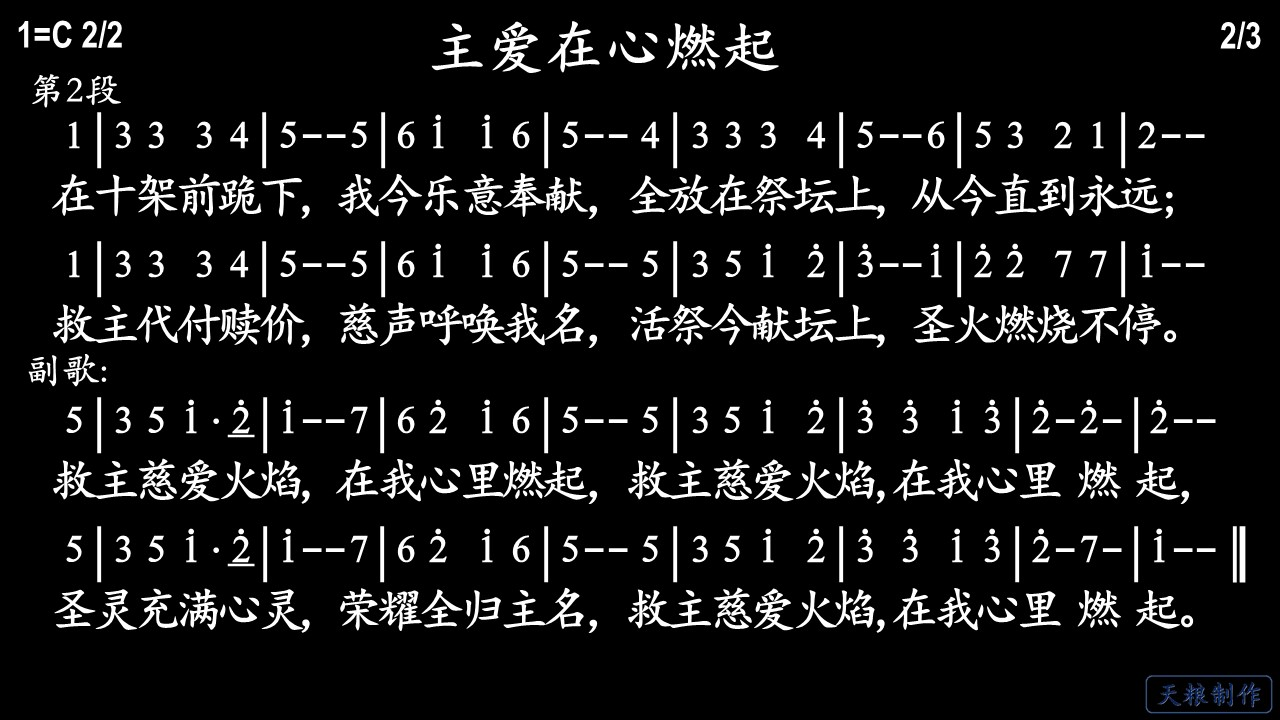 1=C 2/2
主爱在心燃起
2/3
第2段
1|3 3 3 4|5--5|6 i̇ i̇ 6|5-- 4|3 3 3 4|5--6|5 3 2 1|2--
在十架前跪下，我今乐意奉献，全放在祭坛上，从今直到永远；
1|3 3 3 4|5--5|6 i̇ i̇ 6|5-- 5|3 5 i̇ 2̇|3̇--i̇|2̇ 2̇ 7 7|i̇--
救主代付赎价，慈声呼唤我名，活祭今献坛上，圣火燃烧不停。
副歌:
5|3 5 i̇·2̲̇|i̇--7|6 2̇ i̇ 6|5-- 5|3 5 i̇ 2̇|3̇ 3̇ i̇ 3̇|2̇-2̇-|2̇--
救主慈爱火焰，在我心里燃起，救主慈爱火焰,在我心里 燃 起，
5|3 5 i̇·2̲̇|i̇--7|6 2̇ i̇ 6|5-- 5|3 5 i̇ 2̇|3̇ 3̇ i̇ 3̇|2̇-7-|i̇-- ‖
圣灵充满心灵，荣耀全归主名，救主慈爱火焰,在我心里 燃 起。
天粮制作